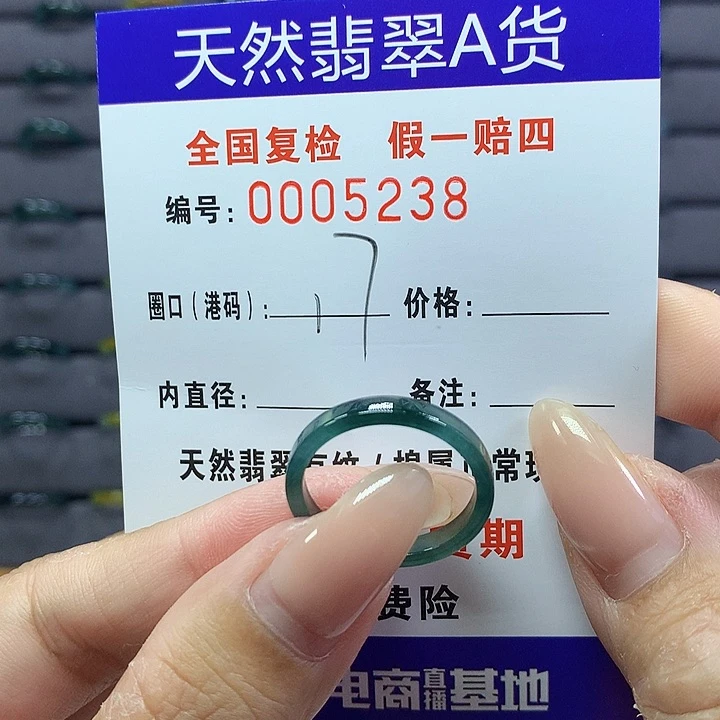 天然翡翠A货
全国复检 假一赔四
编号: 0005238
圈口(港码): 17 价格:
内直径: 备注:
天然翡翠 常
期
费险
电商直播基地